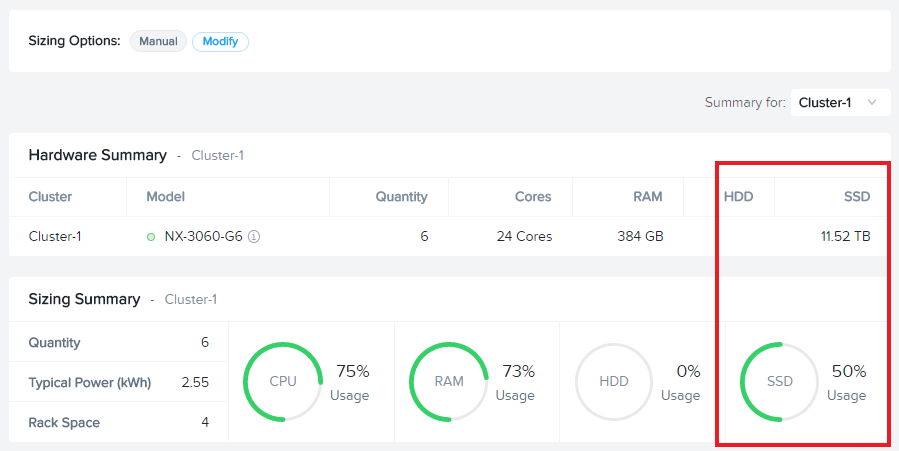 Sizing Options: Manual Modify
Summary for: Cluster-1
Hardware Summary - Cluster-1
Cluster Model Quantity Cores RAM HDD SSD
Cluster-1 NX-3060-G6 6 24 Cores 384 GB 11.52 TB
Sizing Summary - Cluster-1
Quantity 6
Typical Power (kWh) 2.55
Rack Space 4
CPU 75% Usage
RAM 73% Usage
HDD 0% Usage
SSD 50% Usage